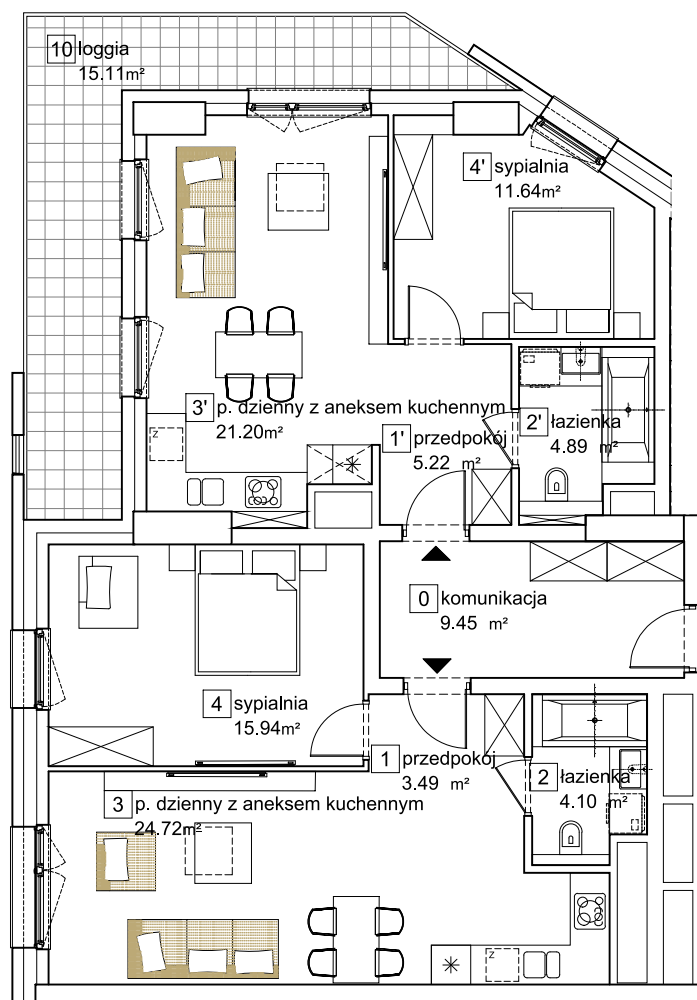 10 loggia
15.11m²
4' sypialnia
11.64m²
3' p. dzienny z aneksem kuchennym
21.20m²
2' łazienka
4.89 m²
1' przedpokój
5.22 m²
z
0 komunikacja
9.45 m²
4 sypialnia
15.94m²
1 przedpokój
3.49 m²
2 łazienka
4.10 m²
3 p. dzienny z aneksem kuchennym
24.72m²
z